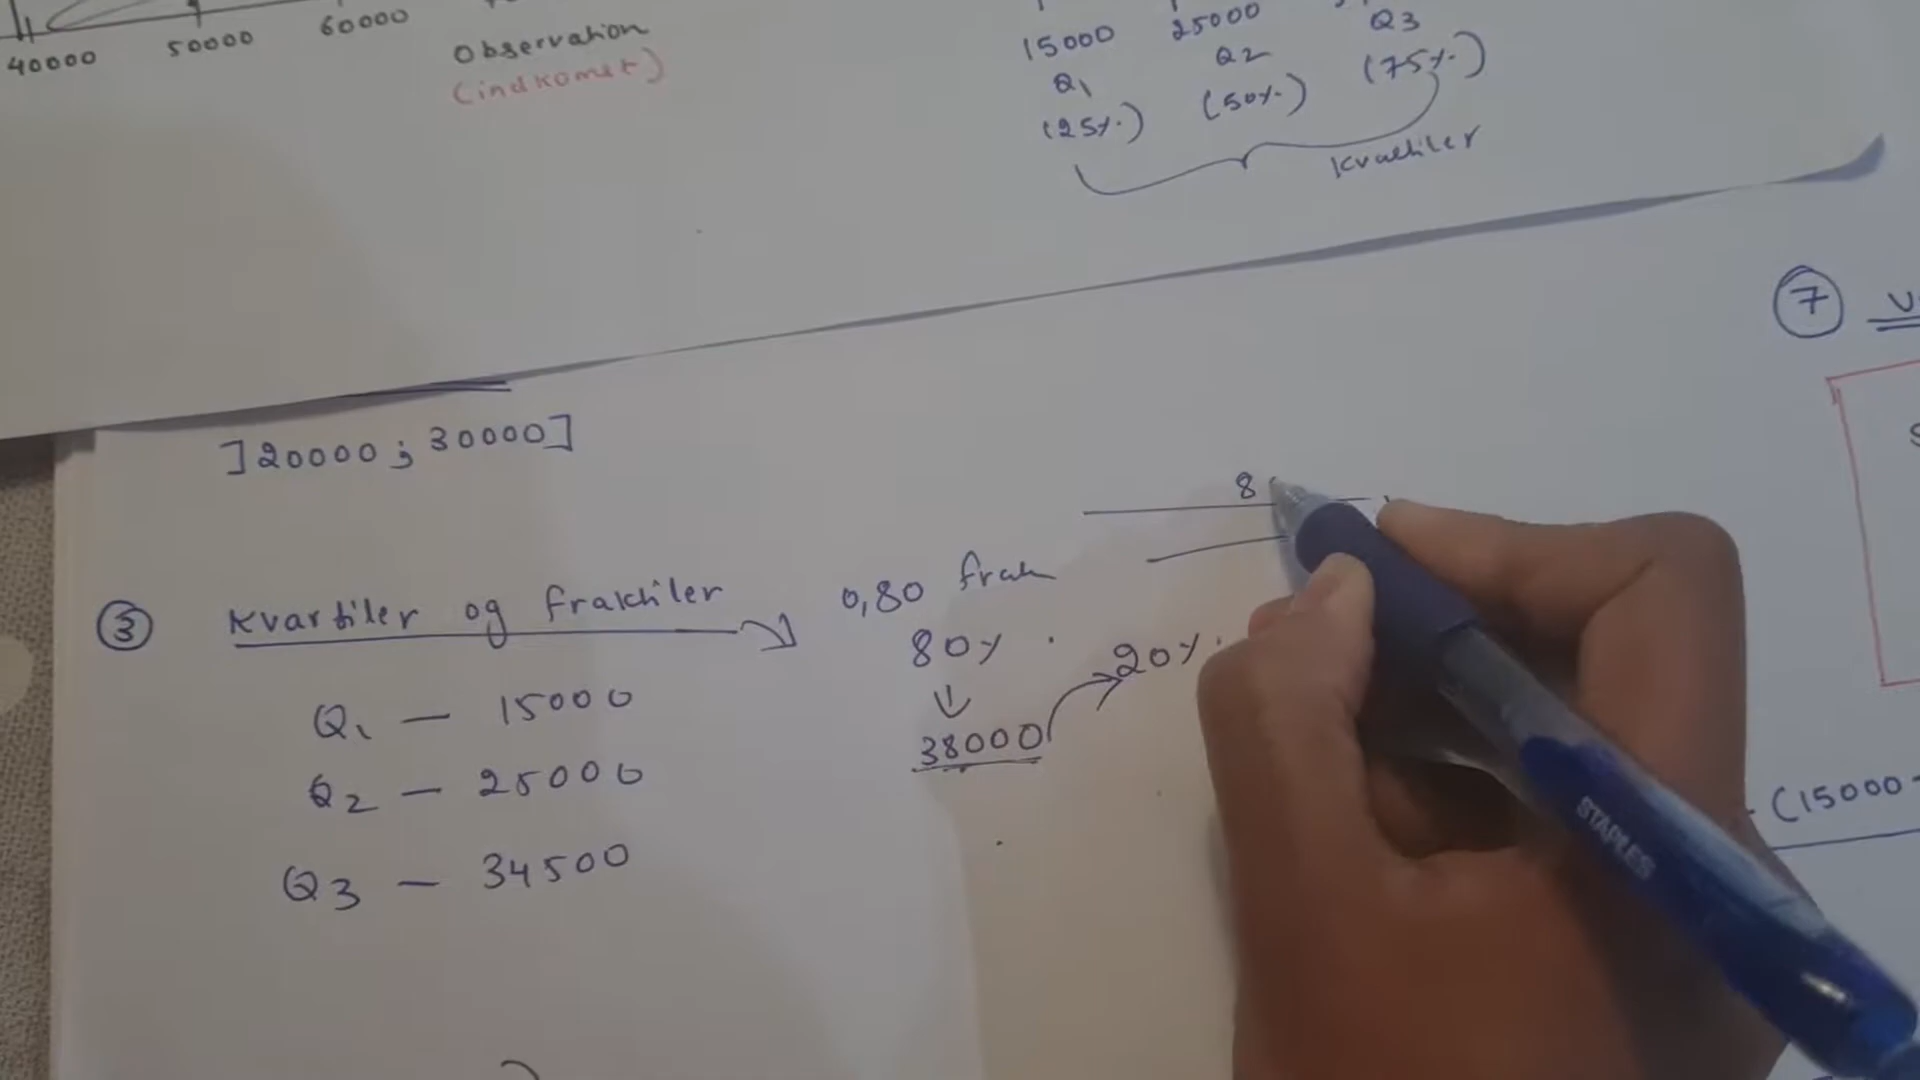 40000 50000 60000
Observation
(indkomst)
15000 25000
Q1 Q2 Q3
(25%) (50%) (75%)
kvartiler
7
]20000 ; 30000]
8
3 Kvartiler og fraktiler
0,80 frak
80%
20%
38000
Q1 — 15000
Q2 — 25000
Q3 — 34500
(15000-
STAPLES